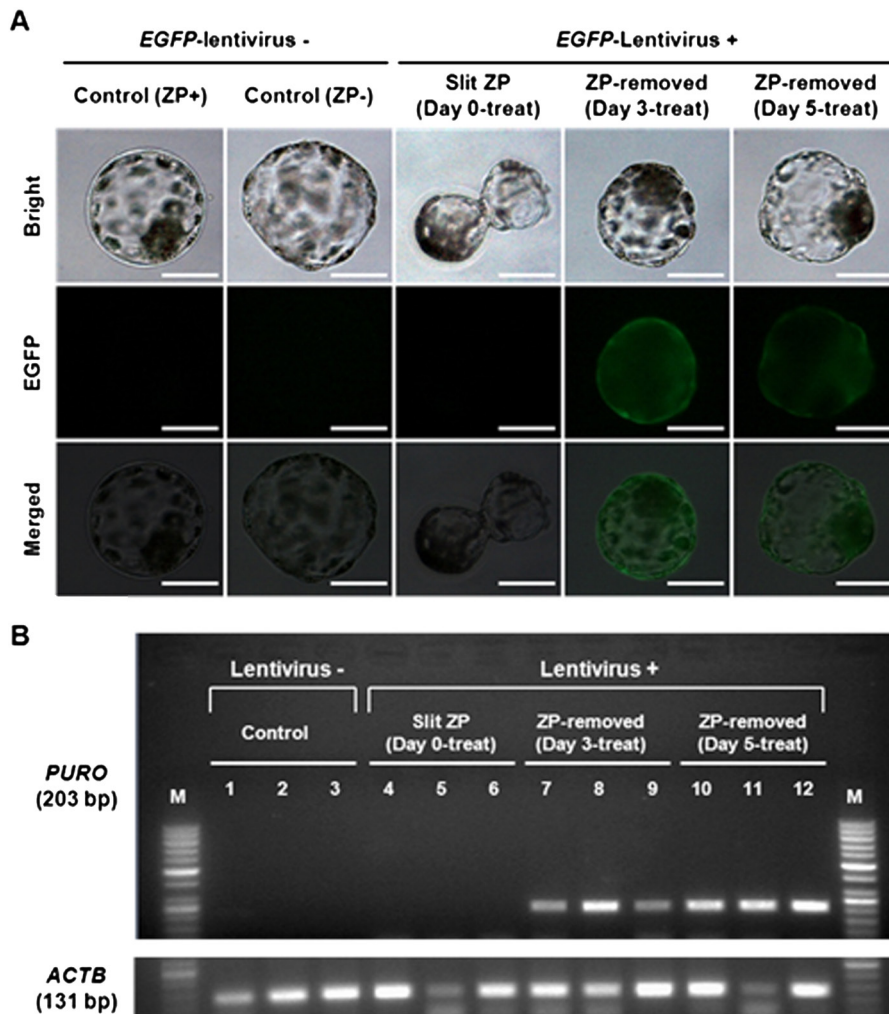 A
EGFP-lentivirus -
EGFP-Lentivirus +
Control (ZP+)
Control (ZP-)
Slit ZP
(Day 0-treat)
ZP-removed
(Day 3-treat)
ZP-removed
(Day 5-treat)
Bright
EGFP
Merged
B
Lentivirus -
Lentivirus +
Control
Slit ZP
(Day 0-treat)
ZP-removed
(Day 3-treat)
ZP-removed
(Day 5-treat)
PURO
(203 bp)
M 1 2 3 4 5 6 7 8 9 10 11 12 M
ACTB
(131 bp)